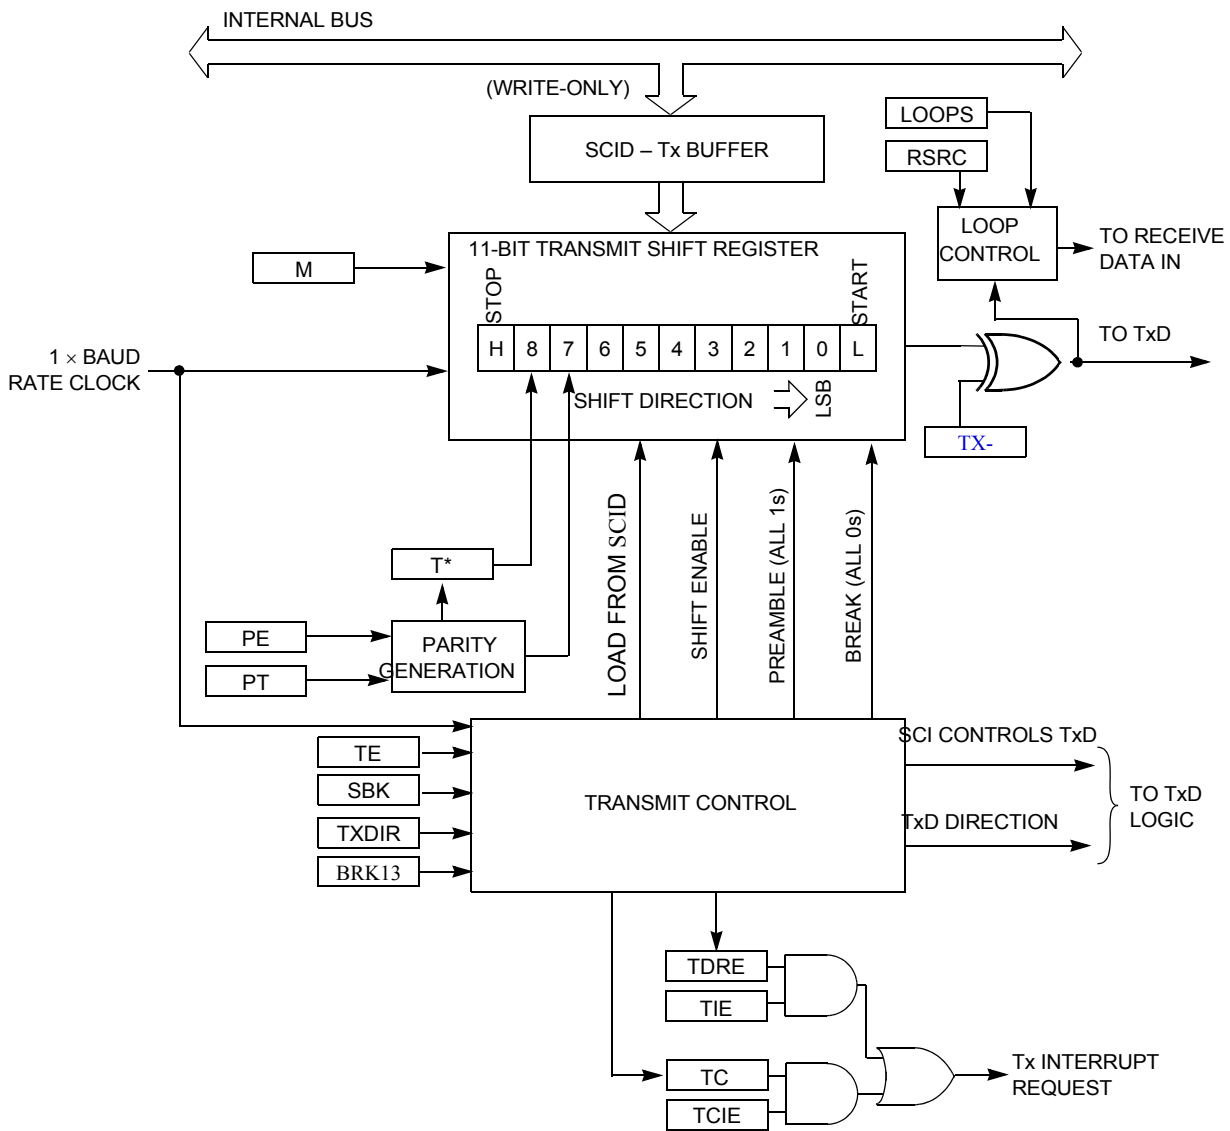 INTERNAL BUS
(WRITE-ONLY)
SCID – Tx BUFFER
LOOPS
RSRC
LOOP
CONTROL
TO RECEIVE
DATA IN
11-BIT TRANSMIT SHIFT REGISTER
M
STOP
START
H 8 7 6 5 4 3 2 1 0 L
1 × BAUD
RATE CLOCK
SHIFT DIRECTION
LSB
TO TxD
TX-
LOAD FROM SCID
SHIFT ENABLE
PREAMBLE (ALL 1s)
BREAK (ALL 0s)
T*
PE
PT
PARITY
GENERATION
TE
SBK
TXDIR
BRK13
TRANSMIT CONTROL
SCI CONTROLS TxD
TxD DIRECTION
TO TxD
LOGIC
TDRE
TIE
TC
TCIE
Tx INTERRUPT
REQUEST